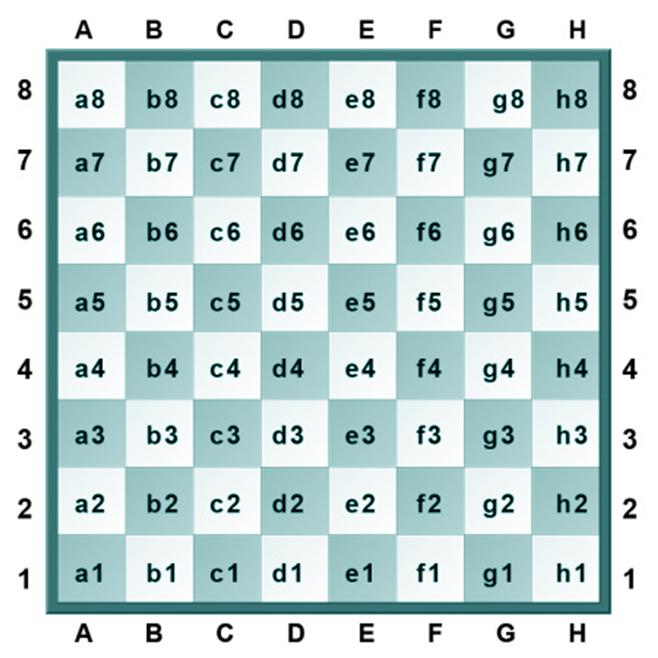 A B C D E F G H
8 a8 b8 c8 d8 e8 f8 g8 h8 8
7 a7 b7 c7 d7 e7 f7 g7 h7 7
6 a6 b6 c6 d6 e6 f6 g6 h6 6
5 a5 b5 c5 d5 e5 f5 g5 h5 5
4 a4 b4 c4 d4 e4 f4 g4 h4 4
3 a3 b3 c3 d3 e3 f3 g3 h3 3
2 a2 b2 c2 d2 e2 f2 g2 h2 2
1 a1 b1 c1 d1 e1 f1 g1 h1 1
A B C D E F G H